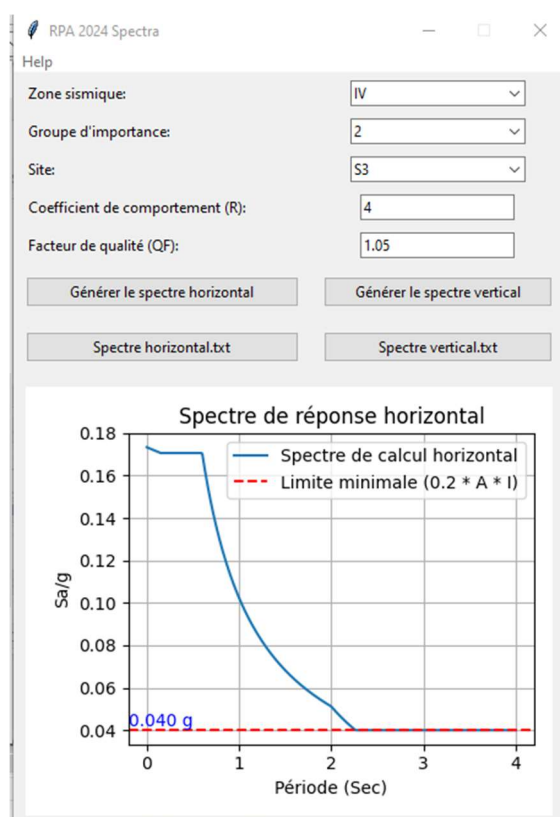 RPA 2024 Spectra
Help
Zone sismique: IV
Groupe d'importance: 2
Site: S3
Coefficient de comportement (R): 4
Facteur de qualité (QF): 1.05
Générer le spectre horizontal Générer le spectre vertical
Spectre horizontal.txt Spectre vertical.txt
Spectre de réponse horizontal
Spectre de calcul horizontal
Limite minimale (0.2 * A * I)
0.18
0.16
0.14
0.12
0.10
0.08
0.06
0.04
Sa/g
0.040 g
0 1 2 3 4
Période (Sec)